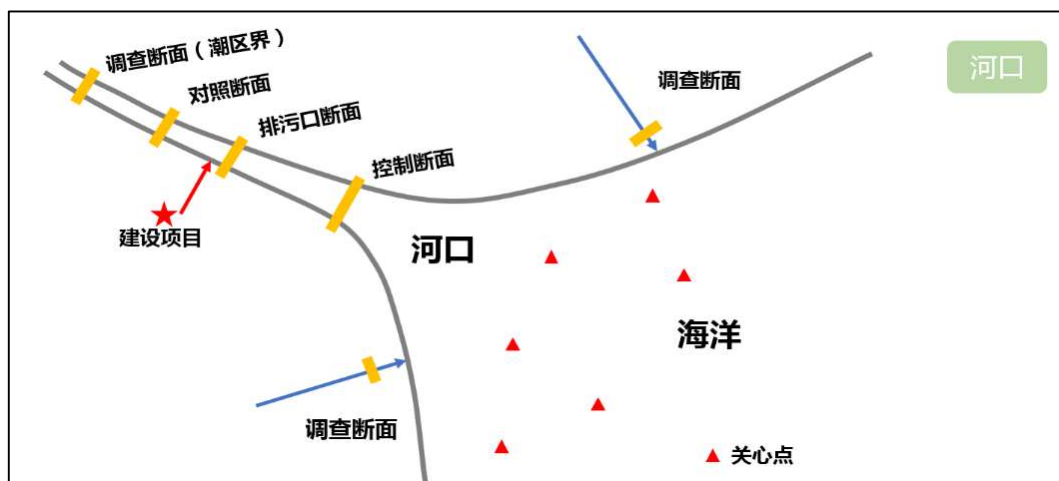 调查断面（潮区界）
对照断面
排污口断面
控制断面
调查断面
河口
建设项目
河口
海洋
调查断面
关心点